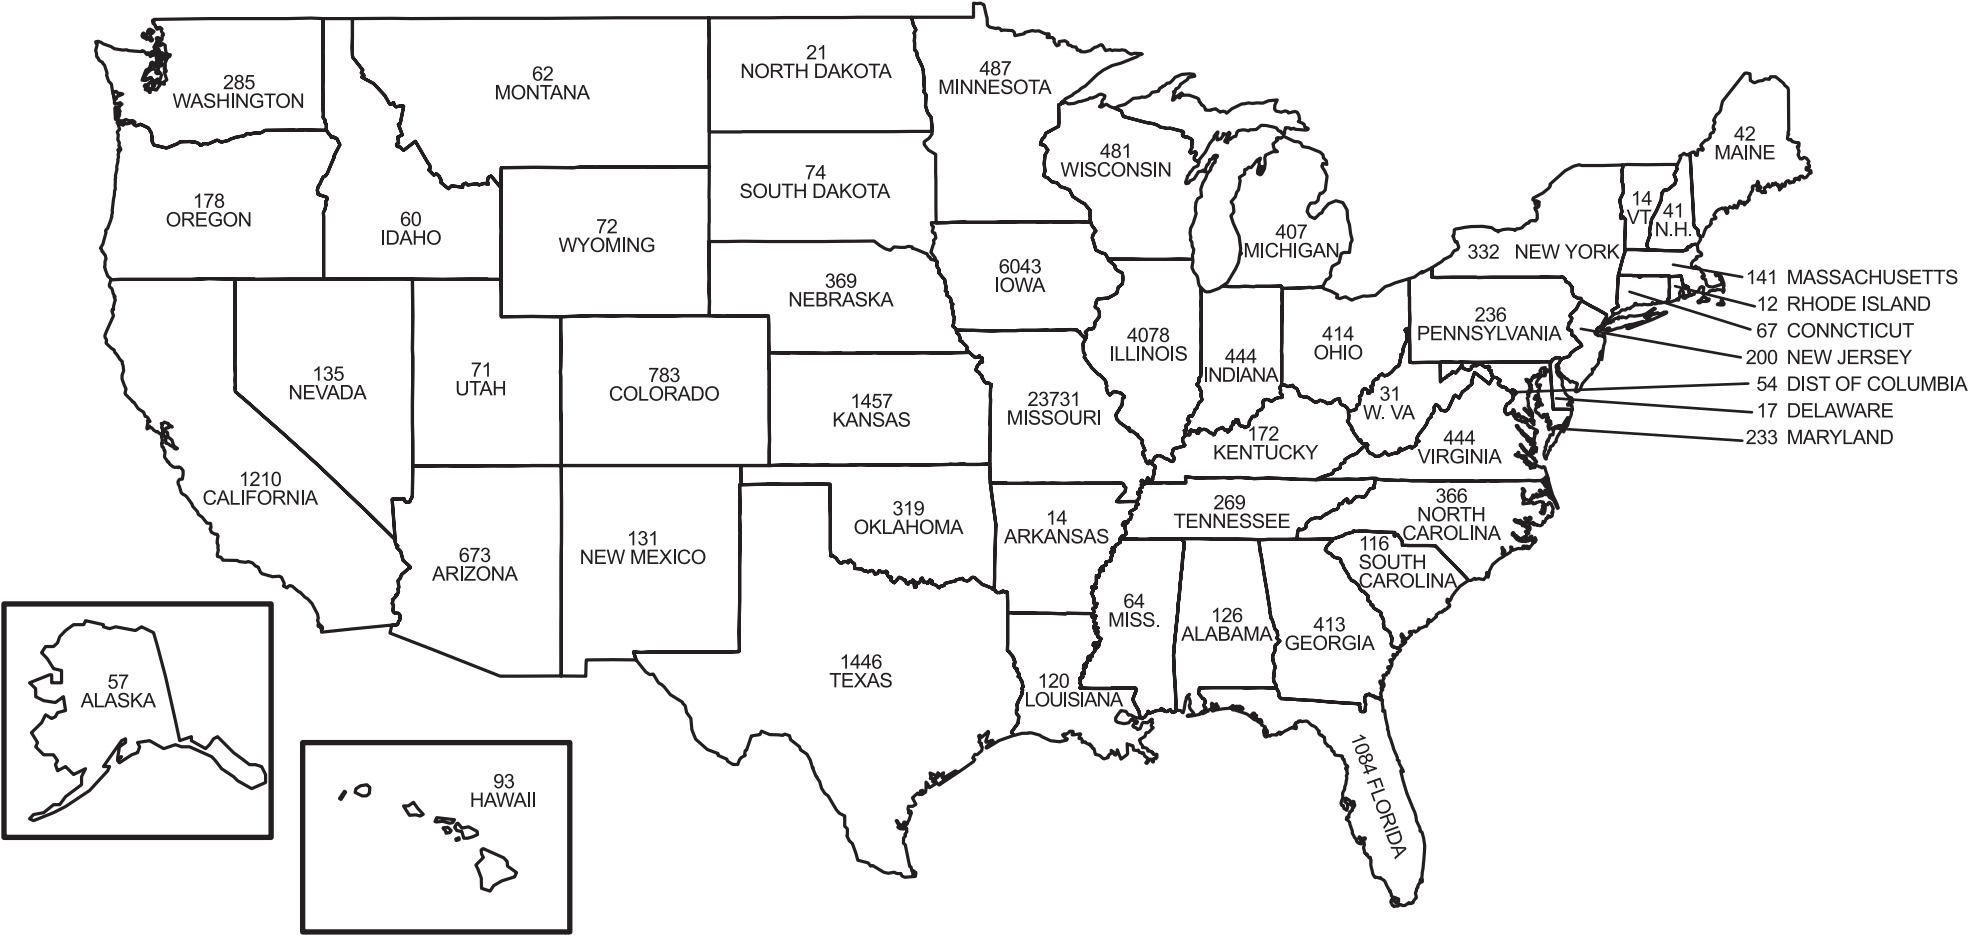 285
WASHINGTON
62
MONTANA
21
NORTH DAKOTA
487
MINNESOTA
178
OREGON
60
IDAHO
72
WYOMING
74
SOUTH DAKOTA
481
WISCONSIN
407
MICHIGAN
332 NEW YORK
14
VT
41
N.H.
42
MAINE
141 MASSACHUSETTS
12 RHODE ISLAND
67 CONNCTICUT
200 NEW JERSEY
54 DIST OF COLUMBIA
17 DELAWARE
233 MARYLAND
369
NEBRASKA
6043
IOWA
4078
ILLINOIS
444
INDIANA
414
OHIO
236
PENNSYLVANIA
135
NEVADA
71
UTAH
783
COLORADO
1457
KANSAS
23731
MISSOURI
172
KENTUCKY
31
W. VA
444
VIRGINIA
1210
CALIFORNIA
673
ARIZONA
131
NEW MEXICO
319
OKLAHOMA
14
ARKANSAS
269
TENNESSEE
366
NORTH
CAROLINA
116
SOUTH
CAROLINA
64
MISS.
126
ALABAMA
413
GEORGIA
1446
TEXAS
120
LOUISIANA
1084 FLORIDA
57
ALASKA
93
HAWAII